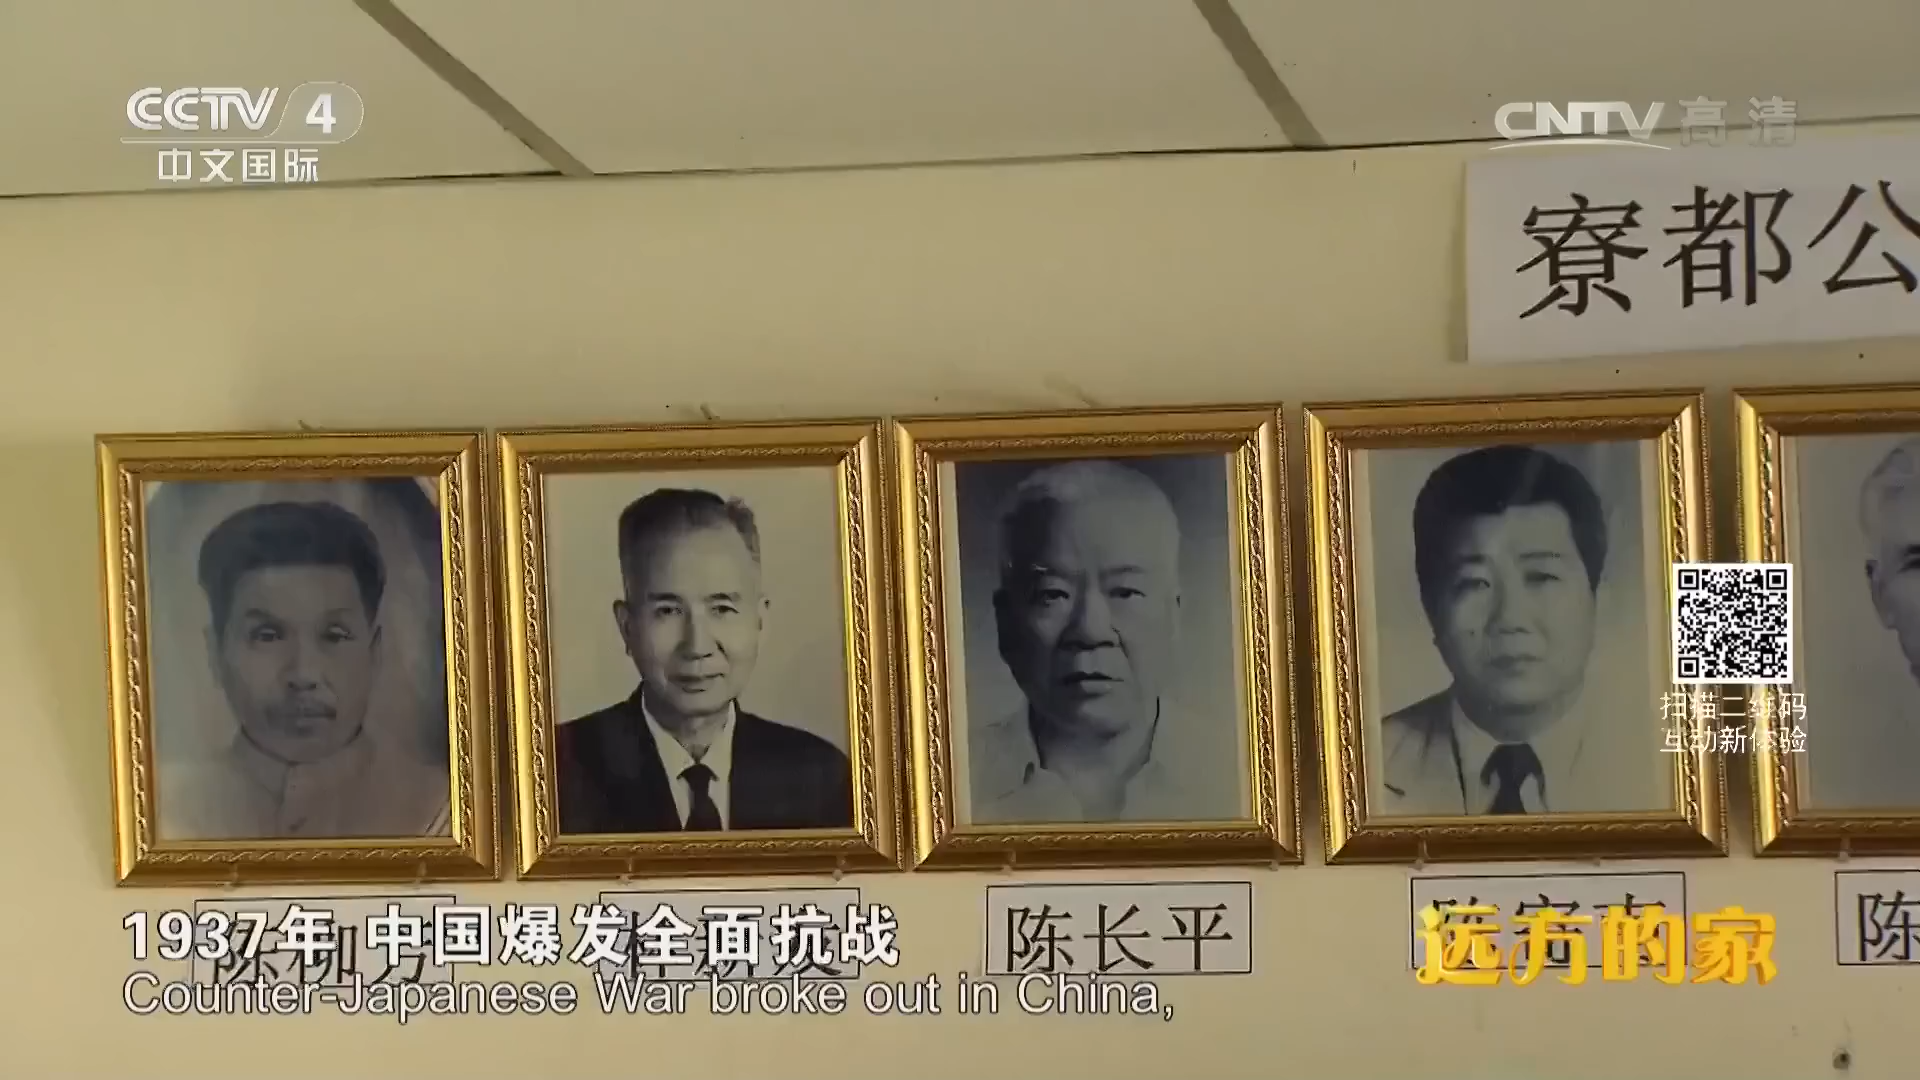 CCTV 4
中文国际
CNTV 高清
寮都公
扫描二维码
互动新体验
陈长平
陈
1937年 中国爆发全面抗战
Counter-Japanese War broke out in China,
远方的家